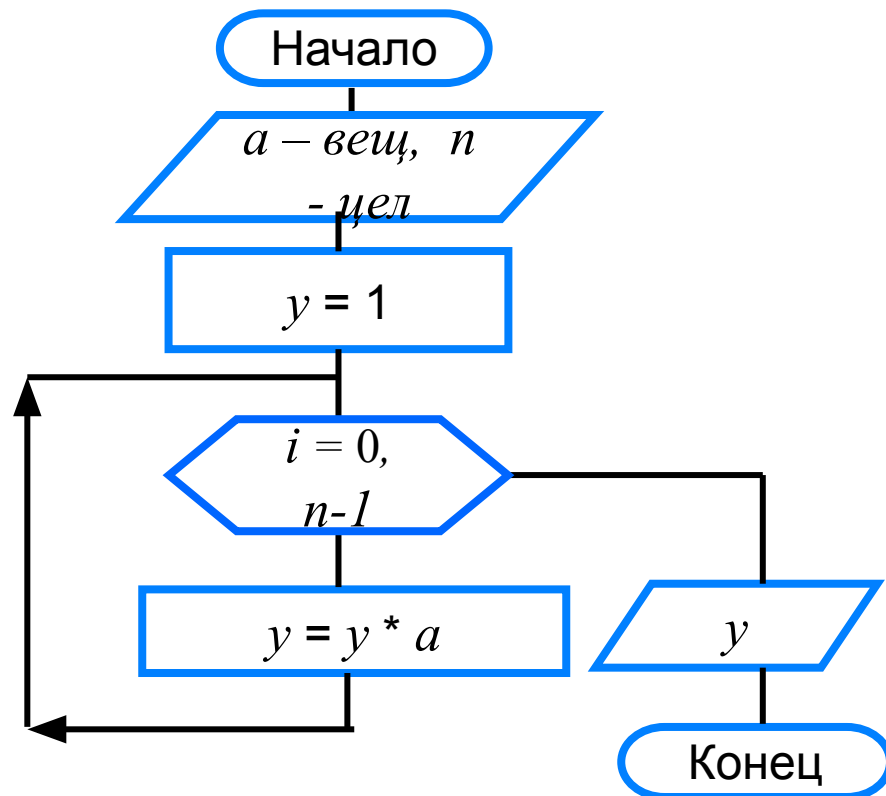 Начало
a – вещ, n
- цел
y = 1
i = 0,
n-1
y = y * a
y
Конец